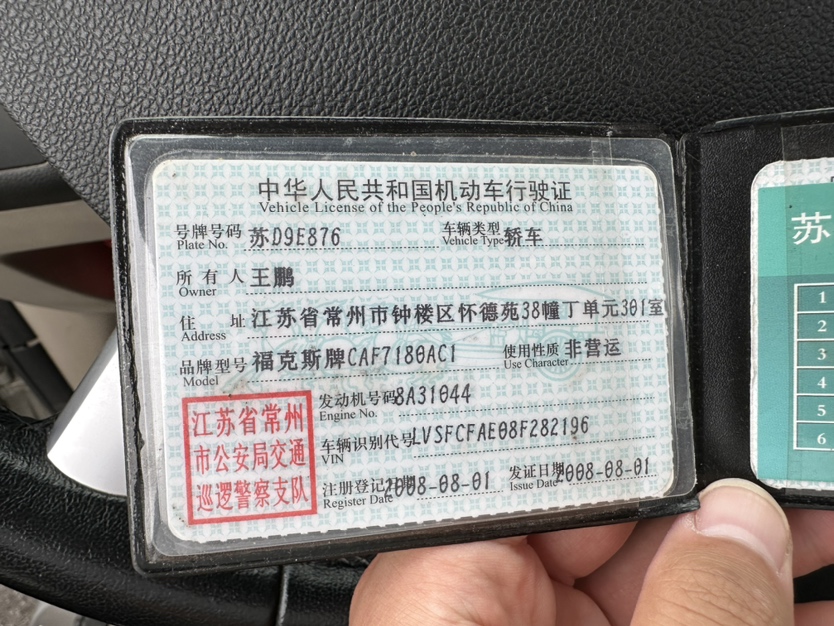 中华人民共和国机动车行驶证
Vehicle License of the People's Republic of China
号牌号码 苏D9E876 车辆类型 轿车
Plate No. Vehicle Type
所有人 王鹏
Owner
住址 江苏省常州市钟楼区怀德苑38幢丁单元301室
Address
品牌型号 福克斯牌CAF7180AC1 使用性质 非营运
Model Use Character
发动机号码 8A31044
Engine No.
车辆识别代号 LVSFCFAE08F282196
VIN
注册登记日期 2008-08-01 发证日期 2008-08-01
Register Date Issue Date
江苏省常州
市公安局交通
巡逻警察支队
苏
1
2
3
4
5
6